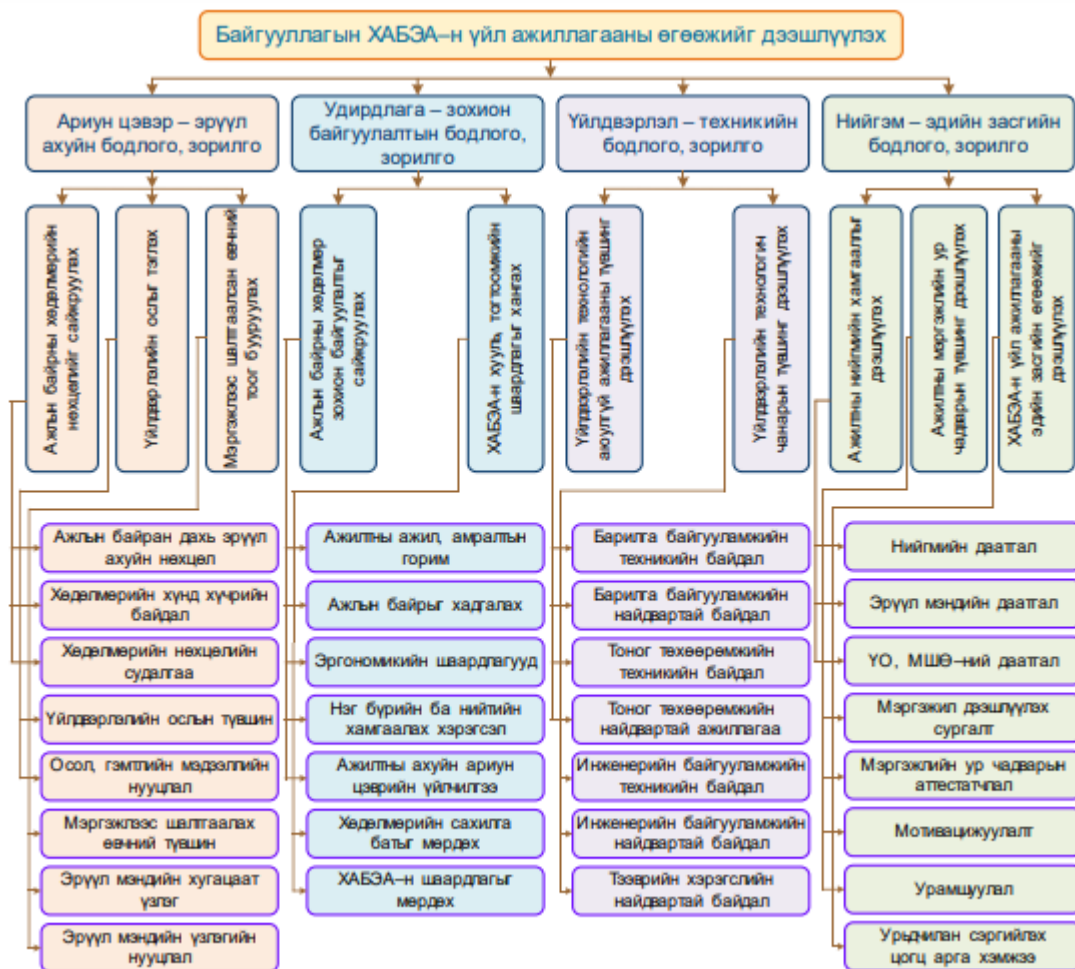 Байгууллагын ХАБЭА–н үйл ажиллагааны өгөөжийг дээшлүүлэх
Ариун цэвэр – эрүүл
ахуйн бодлого, зорилго
Удирдлага – зохион
байгуулалтын бодлого,
зорилго
Үйлдвэрлэл – техникийн
бодлого, зорилго
Нийгэм – эдийн засгийн
бодлого, зорилго
Ажлын байрны хөдөлмөрийн
нөхцөлийг сайжруулах
Үйлдвэрлалийн ослыг тэглэх
Мэргэжлээс шалтгаалсан өвчний
тоог бууруулах
Ажлын байрны хөдөлмөр
зохион байгуулалтыг
сайжруулах
ХАБЭА-н хууль, тогтоомжийн
шаардлагыг хангах
Үйлдвэрлэлийн технологийн
аюулгүй ажиллагааны түвшинг
дээшлүүлэх
Үйлдвэрлэлийн технологич
чанарын түвшинг дээшлүүлэх
Ажилтны нийгмийн хамгааллыг
дээшлүүлэх
Ажилтны мэргэжлийн ур
чадварын түвшинг дээшлүүлэх
ХАБЭА-н үйл ажиллагааны
эдийн засгийн өгөөжийг
дээшлүүлэх
Ажлын байран дахь эрүүл
ахуйн нөхцөл
Хөдөлмөрийн хүнд хүчрийн
байдал
Хөдөлмөрийн нөхцөлийн
судалгаа
Үйлдвэрлэлийн ослын түвшин
Осол, гэмтлийн мэдээллийн
нууцлал
Мэргэжлээс шалтгаалах
өвчний түвшин
Эрүүл мэндийн хугацаат
үзлэг
Эрүүл мэндийн үзлэгийн
нууцлал
Ажилтны ажил, амралтын
горим
Ажлын байрыг хадгалах
Эргономикийн шаардлагууд
Нэг бүрийн ба нийтийн
хамгаалах хэрэгсэл
Ажилтны ахуйн ариун
цэврийн үйлчилгээ
Хөдөлмөрийн сахилга
батыг мөрдөх
ХАБЭА–н шаардлагыг
мөрдөх
Барилга байгууламжийн
техникийн байдал
Барилга байгууламжийн
найдвартай байдал
Тоног төхөөрөмжийн
техникийн байдал
Тоног төхөөрөмжийн
найдвартай ажиллагаа
Инженерийн байгууламжийн
техникийн байдал
Инженерийн байгууламжийн
найдвартай байдал
Тээврийн хэрэгслийн
найдвартай байдал
Нийгмийн даатгал
Эрүүл мэндийн даатгал
ҮО, МШӨ–ний даатгал
Мэргэжил дээшлүүлэх
сургалт
Мэргэжлийн ур чадварын
аттестатчлал
Мотивацижуулалт
Урамшуулал
Урьдчилан сэргийлэх
цогц арга хэмжээ